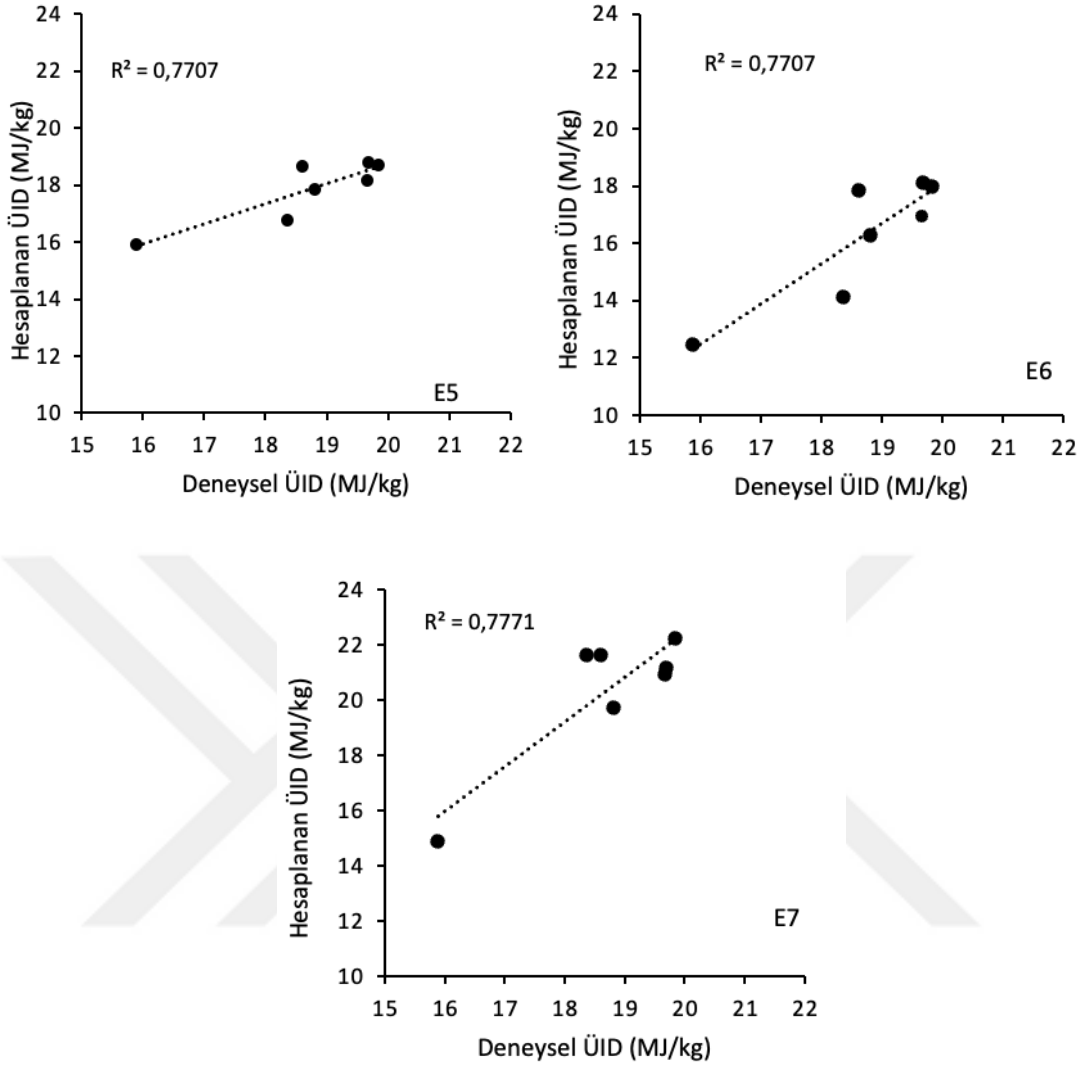 R² = 0,7707
Hesaplanan ÜID (MJ/kg)
24
22
20
18
16
14
12
10
15 16 17 18 19 20 21 22
Deneysel ÜID (MJ/kg)
E5
R² = 0,7707
Hesaplanan ÜID (MJ/kg)
24
22
20
18
16
14
12
10
15 16 17 18 19 20 21 22
Deneysel ÜID (MJ/kg)
E6
R² = 0,7771
Hesaplanan ÜID (MJ/kg)
24
22
20
18
16
14
12
10
15 16 17 18 19 20 21 22
Deneysel ÜID (MJ/kg)
E7